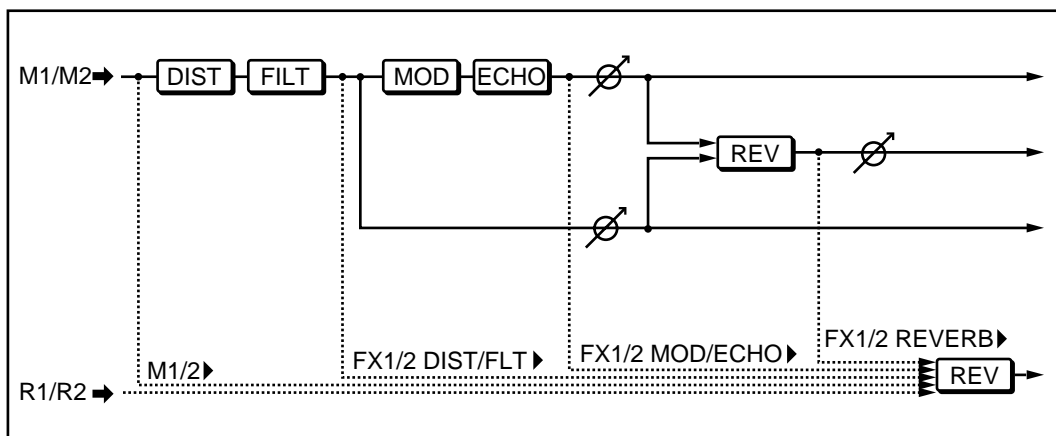 M1/M2 DIST FILT MOD ECHO
REV
FX1/2 REVERB
M1/2 FX1/2 DIST/FLT FX1/2 MOD/ECHO
REV
R1/R2